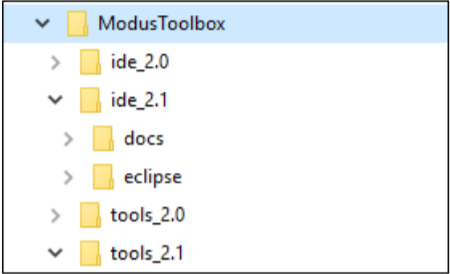 ModusToolbox
ide_2.0
ide_2.1
docs
eclipse
tools_2.0
tools_2.1